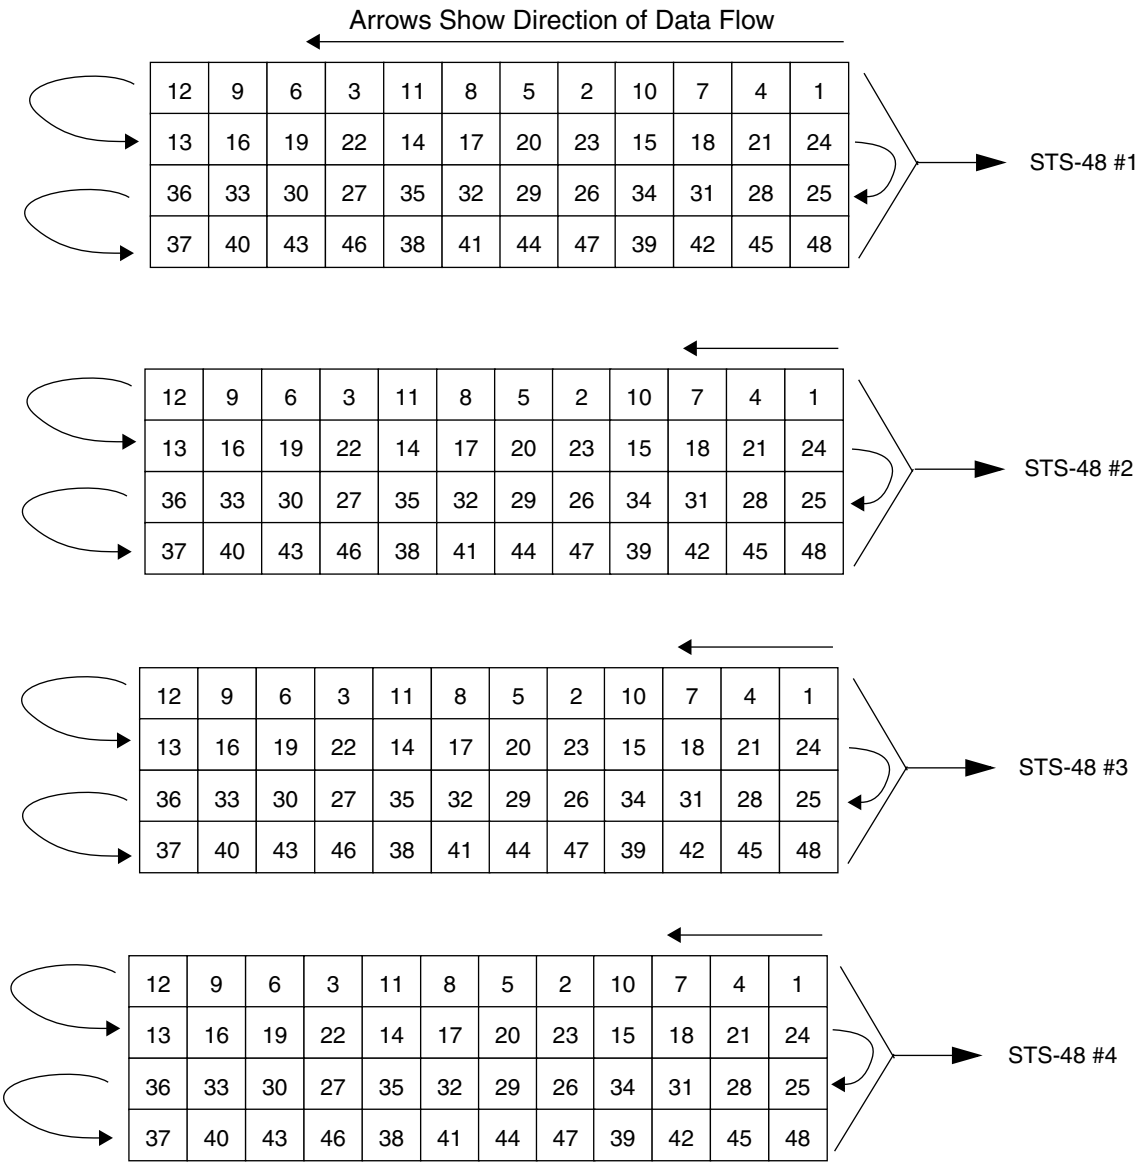 Arrows Show Direction of Data Flow
12 9 6 3 11 8 5 2 10 7 4 1
13 16 19 22 14 17 20 23 15 18 21 24
STS-48 #1
36 33 30 27 35 32 29 26 34 31 28 25
37 40 43 46 38 41 44 47 39 42 45 48
12 9 6 3 11 8 5 2 10 7 4 1
13 16 19 22 14 17 20 23 15 18 21 24
STS-48 #2
36 33 30 27 35 32 29 26 34 31 28 25
37 40 43 46 38 41 44 47 39 42 45 48
12 9 6 3 11 8 5 2 10 7 4 1
13 16 19 22 14 17 20 23 15 18 21 24
STS-48 #3
36 33 30 27 35 32 29 26 34 31 28 25
37 40 43 46 38 41 44 47 39 42 45 48
12 9 6 3 11 8 5 2 10 7 4 1
13 16 19 22 14 17 20 23 15 18 21 24
STS-48 #4
36 33 30 27 35 32 29 26 34 31 28 25
37 40 43 46 38 41 44 47 39 42 45 48